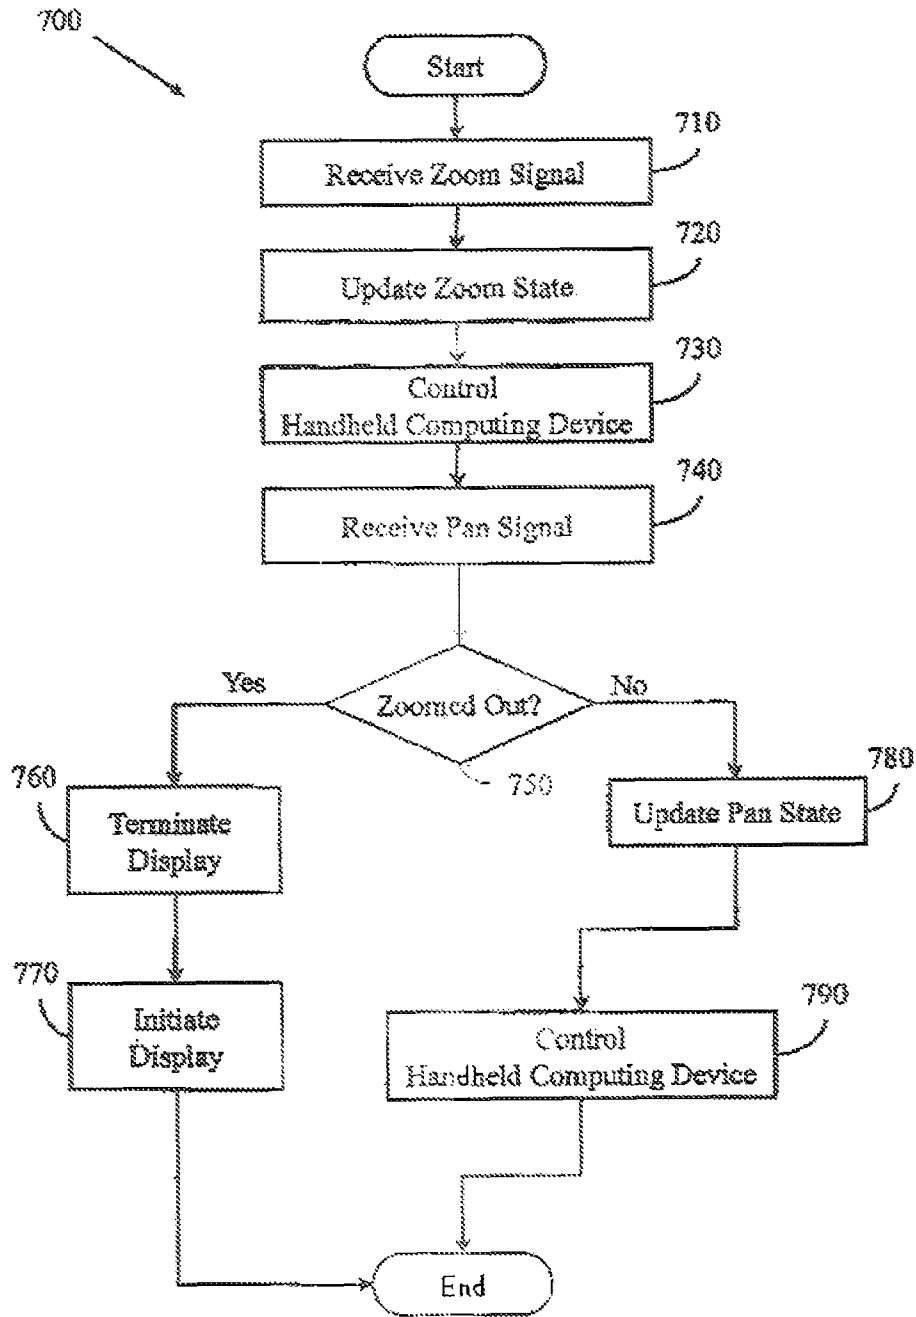 700
Start
710
Receive Zoom Signal
720
Update Zoom State
730
Control
Handheld Computing Device
740
Receive Pan Signal
Yes
Zoomed Out?
No
750
760
Terminate
Display
780
Update Pan State
770
Initiate
Display
790
Control
Handheld Computing Device
End